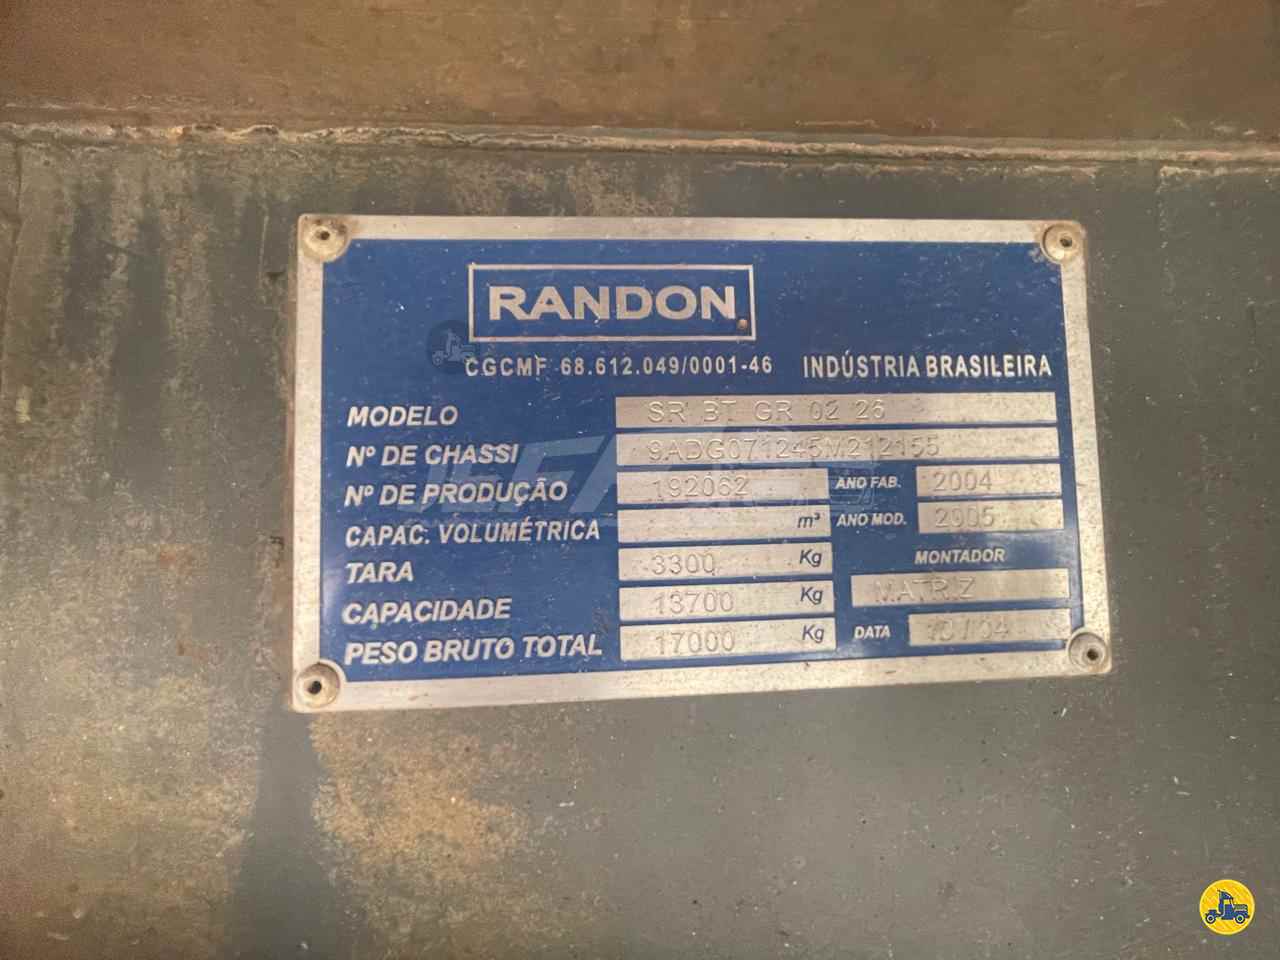 RANDON
CGCMF 68.612.049/0001-46 INDÚSTRIA BRASILEIRA
MODELO SR BT GR 02 26
Nº DE CHASSI 9ADG071245M212155
Nº DE PRODUÇÃO 192062 ANO FAB. 2004
CAPAC. VOLUMÉTRICA m³ ANO MOD. 2005
TARA 3300 Kg MONTADOR
CAPACIDADE 13700 Kg MATRIZ
PESO BRUTO TOTAL 17000 Kg DATA